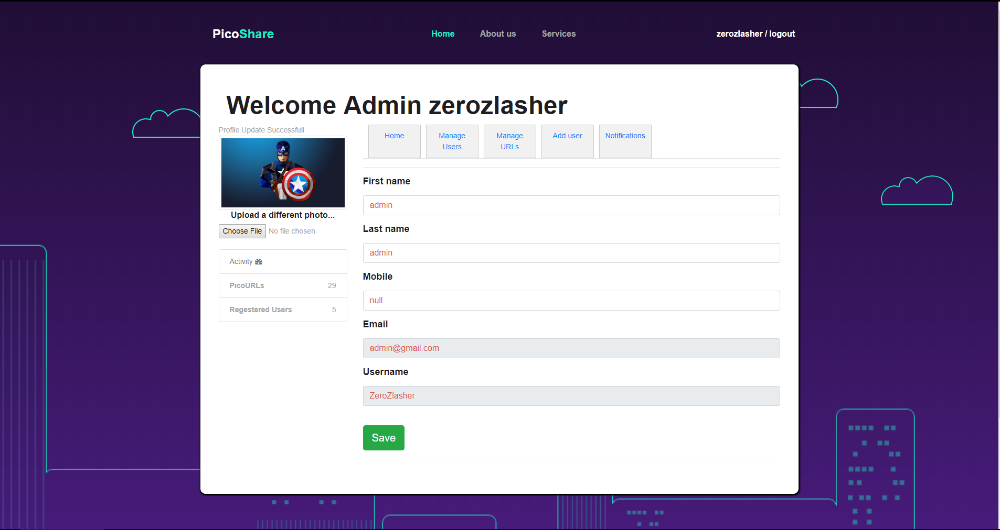 PicoShare
Home About us Services
zerozlasher / logout
Welcome Admin zerozlasher
Profile Update Successfull
A
Upload a different photo...
Choose File No file chosen
Activity
PicoURLs 29
Regestered Users 5
Home
Manage
Users
Manage
URLs
Add user
Notifications
First name
admin
Last name
admin
Mobile
null
Email
admin@gmail.com
Username
ZeroZlasher
Save